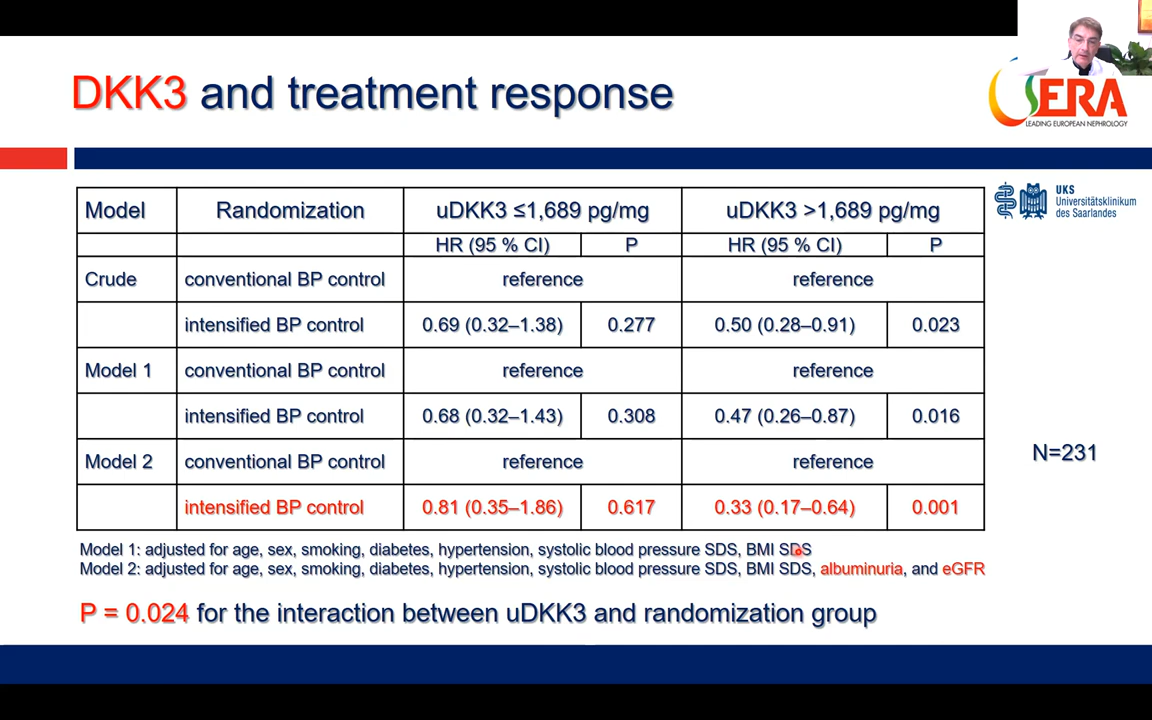 DKK3 and treatment response
ERA
LEADING EUROPEAN NEPHROLOGY
UKS
Universitätsklinikum
des Saarlandes
Model Randomization uDKK3 ≤1,689 pg/mg uDKK3 >1,689 pg/mg
HR (95 % CI) P HR (95 % CI) P
Crude conventional BP control reference reference
intensified BP control 0.69 (0.32–1.38) 0.277 0.50 (0.28–0.91) 0.023
Model 1 conventional BP control reference reference
intensified BP control 0.68 (0.32–1.43) 0.308 0.47 (0.26–0.87) 0.016
Model 2 conventional BP control reference reference
intensified BP control 0.81 (0.35–1.86) 0.617 0.33 (0.17–0.64) 0.001
N=231
Model 1: adjusted for age, sex, smoking, diabetes, hypertension, systolic blood pressure SDS, BMI SDS
Model 2: adjusted for age, sex, smoking, diabetes, hypertension, systolic blood pressure SDS, BMI SDS, albuminuria, and eGFR
P = 0.024 for the interaction between uDKK3 and randomization group